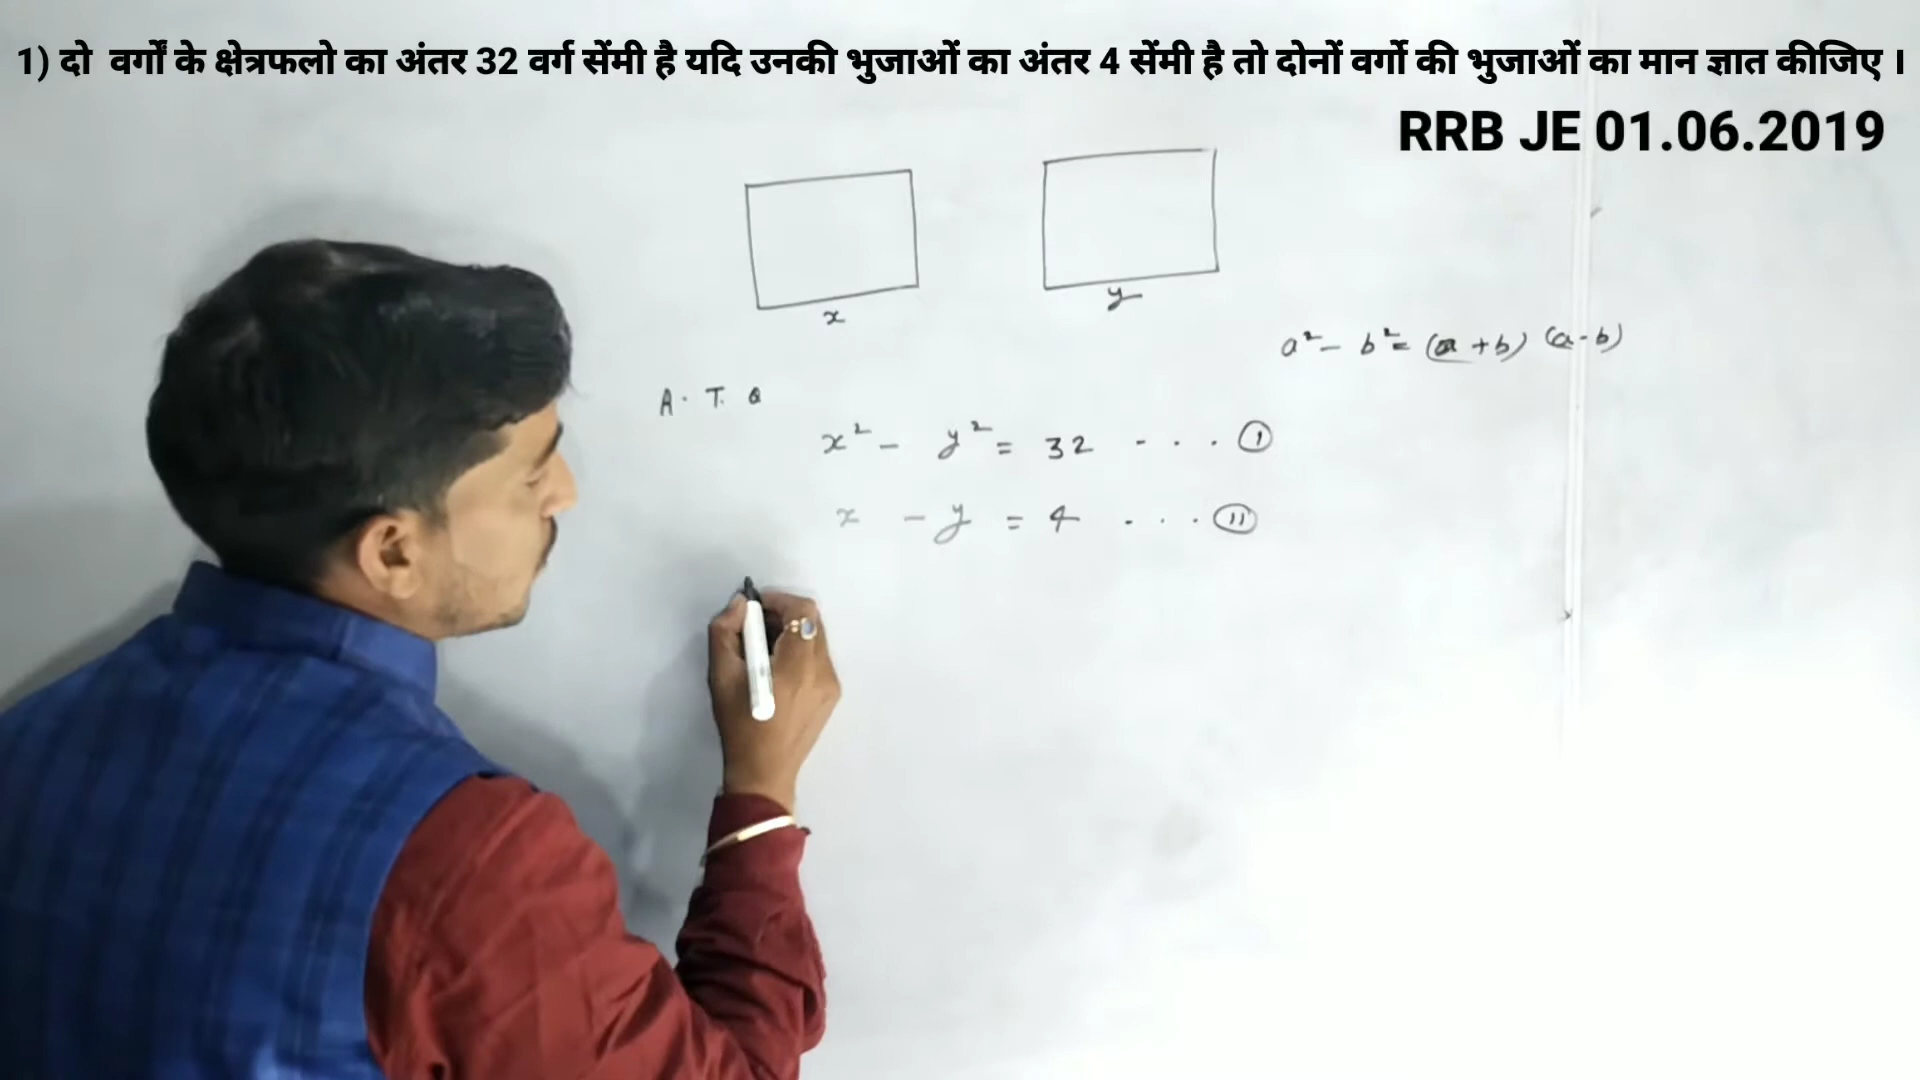 1) दो वर्गों के क्षेत्रफलो का अंतर 32 वर्ग सेंमी है यदि उनकी भुजाओं का अंतर 4 सेंमी है तो दोनों वर्गो की भुजाओं का मान ज्ञात कीजिए ।
RRB JE 01.06.2019
x y
a² - b² = (a + b) (a - b)
A. T. Q
x² - y² = 32 - . . . (I)
x - y = 4 . . . . (II)